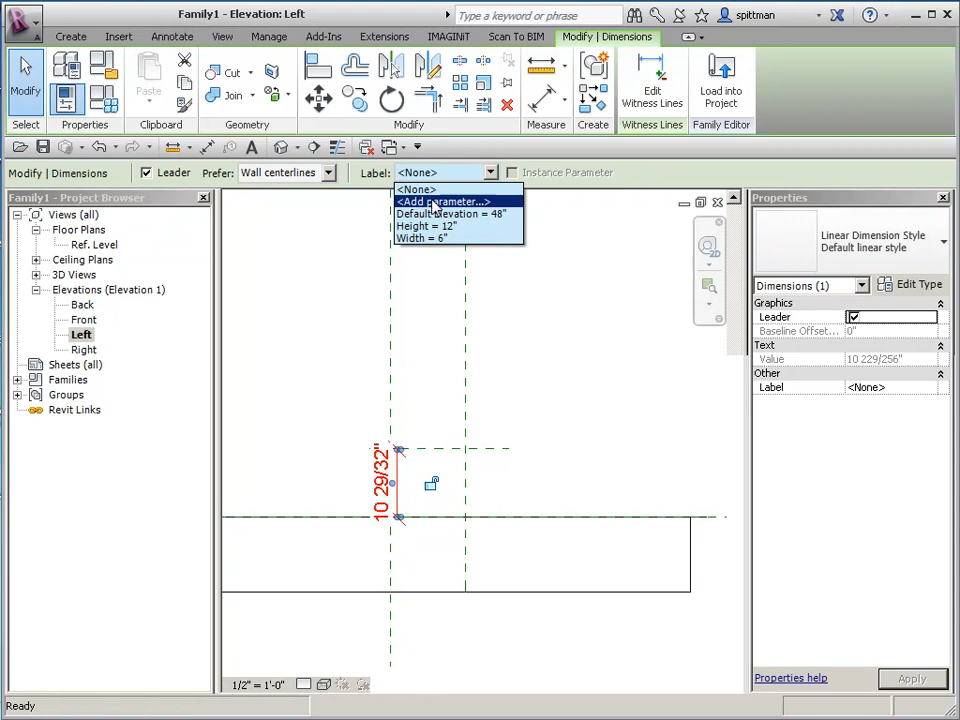 Family1 - Elevation: Left
Type a keyword or phrase
spittman
Create Insert Annotate View Manage Add-Ins Extensions IMAGINiT Scan To BIM Modify | Dimensions
Modify
Paste
Cut
Join
Edit
Witness Lines
Load into
Project
Select Properties Clipboard Geometry Modify Measure Create Witness Lines Family Editor
Modify | Dimensions Leader Prefer: Wall centerlines Label: <None> Instance Parameter
<None>
<Add parameter...>
Default Elevation = 48"
Height = 12"
Width = 6"
Family1 - Project Browser
Views (all)
Floor Plans
Ref. Level
Ceiling Plans
3D Views
Elevations (Elevation 1)
Back
Front
Left
Right
Sheets (all)
Families
Groups
Revit Links
10 29/32"
2D
Properties
Linear Dimension Style
Default linear style
Dimensions (1) Edit Type
Graphics
Leader
Baseline Offset... 0"
Text
Value 10 229/256"
Other
Label <None>
Properties help Apply
1/2" = 1'-0"
Ready